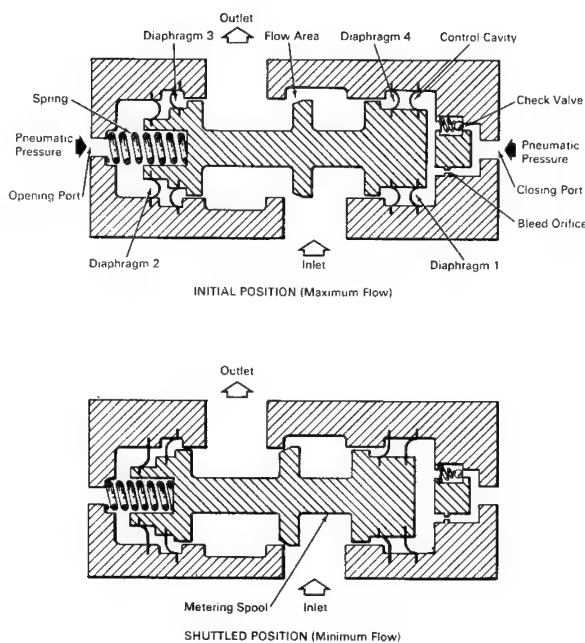 Outlet
Diaphragm 3
Flow Area
Diaphragm 4
Control Cavity
Spring
Check Valve
Pneumatic
Pressure
Pneumatic
Pressure
Opening Port
Closing Port
Bleed Orifice
Diaphragm 2
Inlet
Diaphragm 1
INITIAL POSITION (Maximum Flow)
Outlet
Metering Spool
Inlet
SHUTTLED POSITION (Minimum Flow)